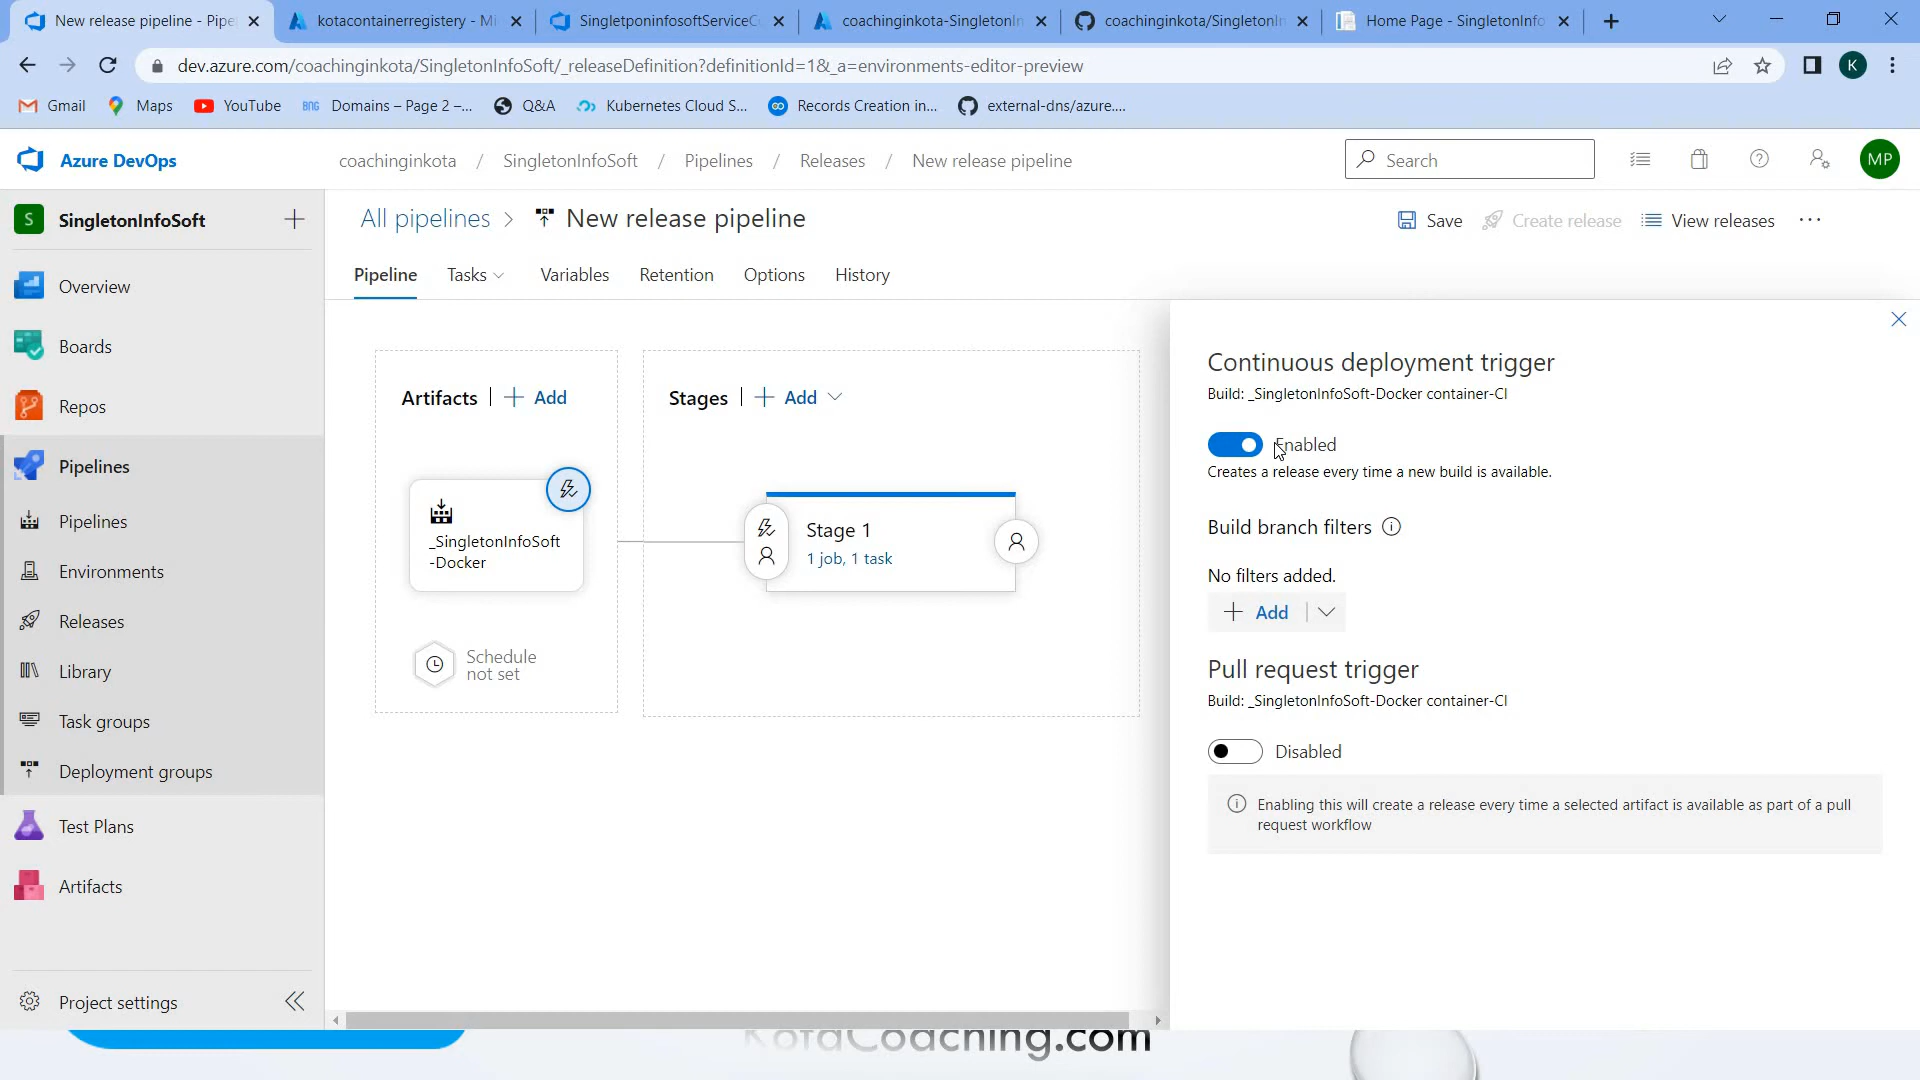 New release pipeline - Pipe
kotacontainerregistery - Mi
SingletponinfosoftServiceCo
coachinginkota-SingletonIn
coachinginkota/SingletonIn
Home Page - SingletonInfo
dev.azure.com/coachinginkota/SingletonInfoSoft/_releaseDefinition?definitionId=1&_a=environments-editor-preview
K
Gmail
Maps
YouTube
BNG Domains – Page 2 –...
Q&A
Kubernetes Cloud S...
Records Creation in...
external-dns/azure....
Azure DevOps
coachinginkota / SingletonInfoSoft / Pipelines / Releases / New release pipeline
Search
MP
S SingletonInfoSoft
All pipelines > New release pipeline
Save
Create release
View releases
Overview
Boards
Repos
Pipelines
Pipelines
Environments
Releases
Library
Task groups
Deployment groups
Test Plans
Artifacts
Project settings
Pipeline
Tasks
Variables
Retention
Options
History
Artifacts | + Add
_SingletonInfoSoft
-Docker
Schedule
not set
Stages | + Add
Stage 1
1 job, 1 task
Continuous deployment trigger
Build: _SingletonInfoSoft-Docker container-CI
Enabled
Creates a release every time a new build is available.
Build branch filters
No filters added.
+ Add
Pull request trigger
Build: _SingletonInfoSoft-Docker container-CI
Disabled
Enabling this will create a release every time a selected artifact is available as part of a pull
request workflow
KotaCoaching.com